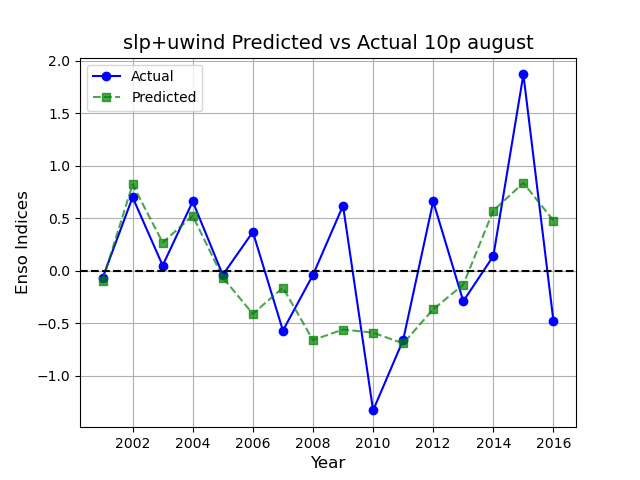 slp+uwind Predicted vs Actual 10p august
Actual
Predicted
2.0
1.5
1.0
0.5
0.0
−0.5
−1.0
Enso Indices
2002 2004 2006 2008 2010 2012 2014 2016
Year